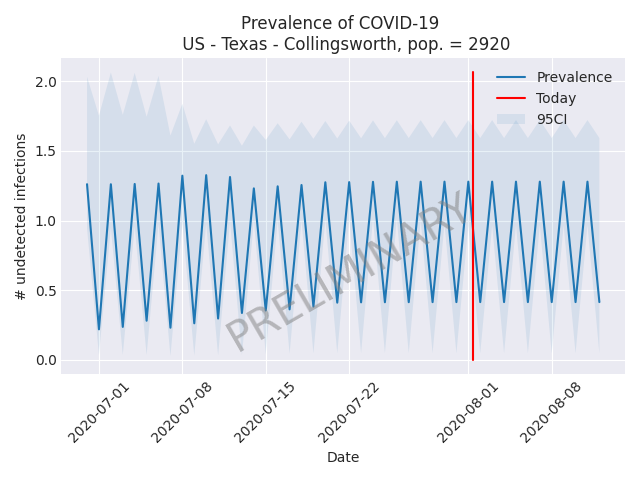 Prevalence of COVID-19
US - Texas - Collingsworth, pop. = 2920
Prevalence
Today
95CI
2.0
1.5
1.0
0.5
0.0
# undetected infections
PRELIMINARY
2020-07-01
2020-07-08
2020-07-15
2020-07-22
2020-08-01
2020-08-08
Date